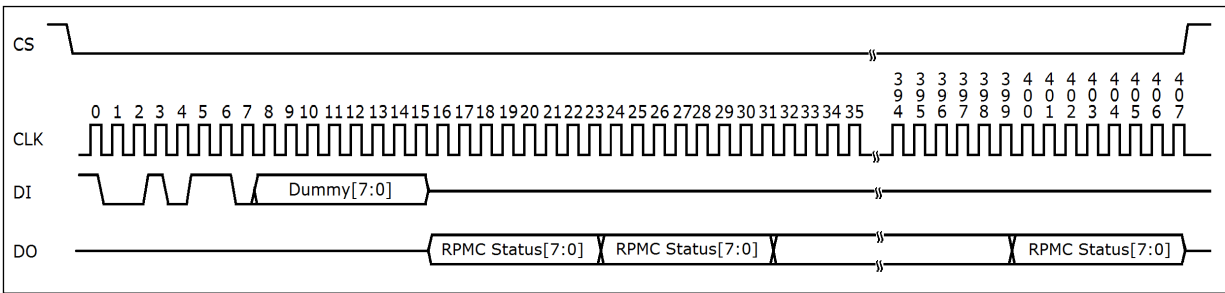 CS
394 395 396 397 398 399 400 401 402 403 404 405 406 407
0 1 2 3 4 5 6 7 8 9 10 11 12 13 14 15 16 17 18 19 20 21 22 23 24 25 26 27 28 29 30 31 32 33 34 35
CLK
DI Dummy[7:0]
DO RPMC Status[7:0] RPMC Status[7:0] RPMC Status[7:0]